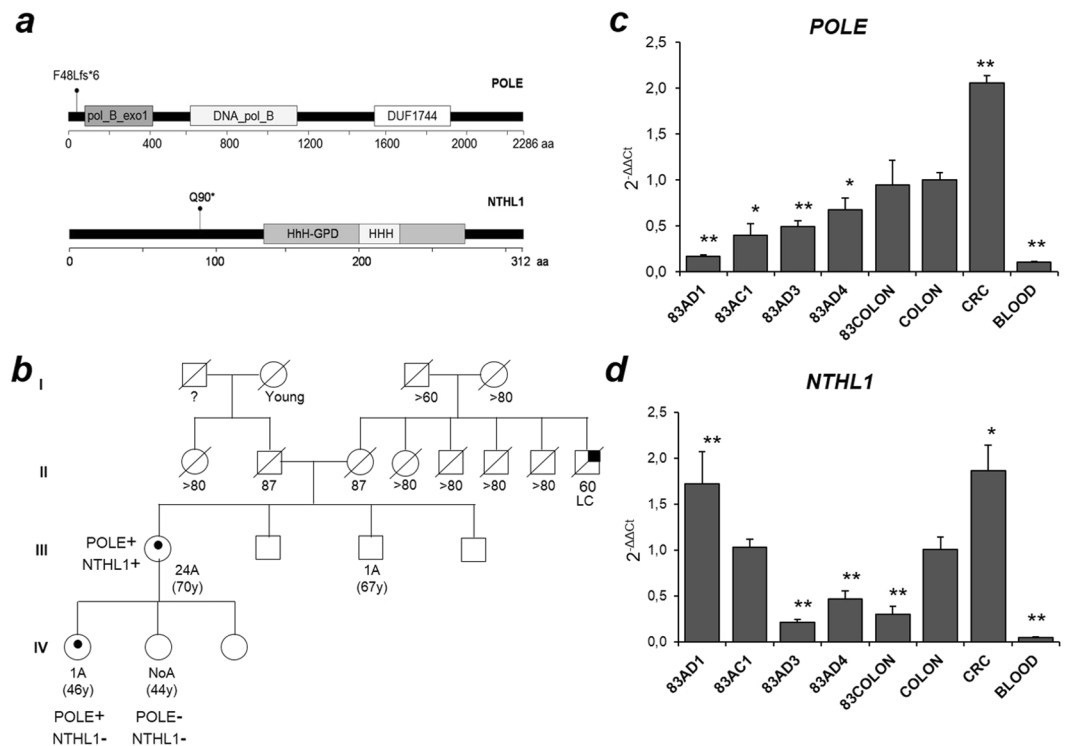 a
F48Lfs*6
POLE
pol_B_exo1 DNA_pol_B DUF1744
0 400 800 1200 1400 2000 2286 aa
Q90*
NTHL1
HhH-GPD HHH
0 100 200 312 aa
b
I
? Young >60 >80
II
>80 87 87 >80 >80 >80 >80 60
LC
III
POLE+
NTHL1+
24A
(70y)
1A
(67y)
IV
1A
(46y)
POLE+
NTHL1-
NoA
(44y)
POLE-
NTHL1-
c
POLE
2-ΔΔCt
2,5
2,0
1,5
1,0
0,5
0,0
** * ** * ** **
83AD1 83AC1 83AD3 83AD4 83COLON COLON CRC BLOOD
d
NTHL1
2-ΔΔCt
2,5
2,0
1,5
1,0
0,5
0,0
** ** ** ** * **
83AD1 83AC1 83AD3 83AD4 83COLON COLON CRC BLOOD